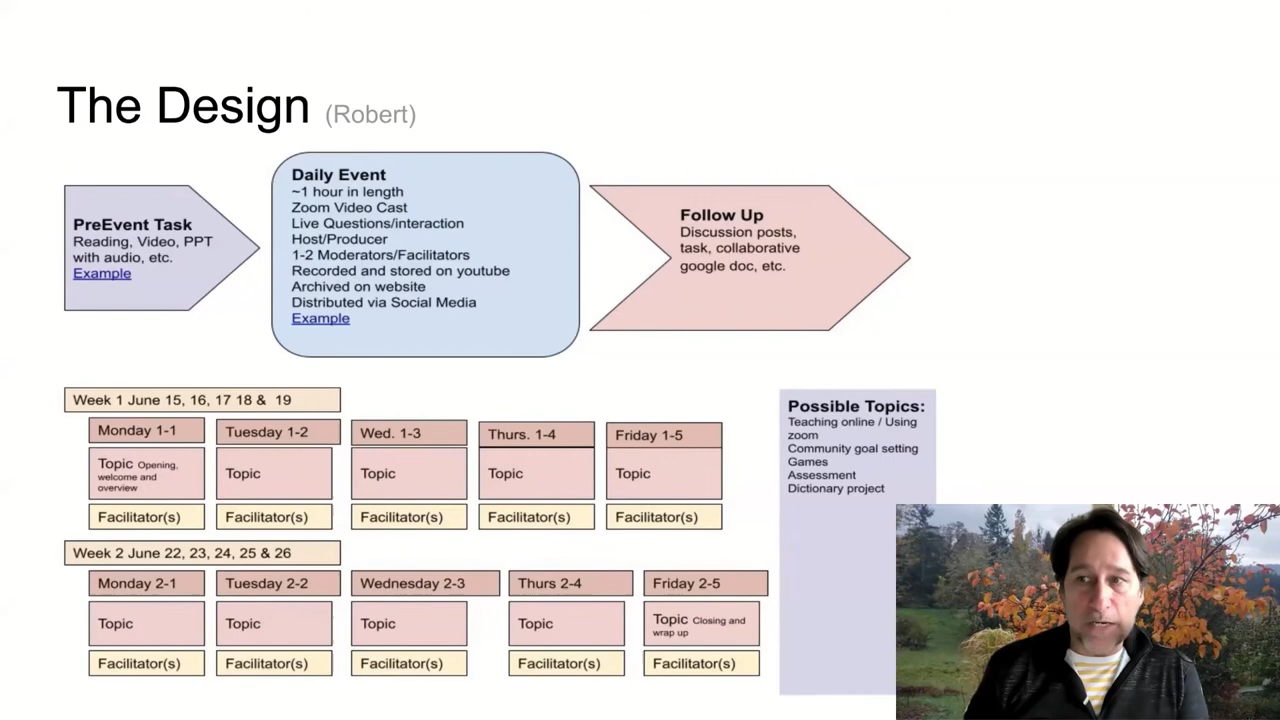 The Design (Robert)
PreEvent Task
Reading, Video, PPT
with audio, etc.
Example
Daily Event
~1 hour in length
Zoom Video Cast
Live Questions/interaction
Host/Producer
1-2 Moderators/Facilitators
Recorded and stored on youtube
Archived on website
Distributed via Social Media
Example
Follow Up
Discussion posts,
task, collaborative
google doc, etc.
Week 1 June 15, 16, 17 18 & 19
Monday 1-1
Tuesday 1-2
Wed. 1-3
Thurs. 1-4
Friday 1-5
Topic Opening,
welcome and
overview
Topic
Topic
Topic
Topic
Facilitator(s)
Facilitator(s)
Facilitator(s)
Facilitator(s)
Facilitator(s)
Week 2 June 22, 23, 24, 25 & 26
Monday 2-1
Tuesday 2-2
Wednesday 2-3
Thurs 2-4
Friday 2-5
Topic
Topic
Topic
Topic
Topic Closing and
wrap up
Facilitator(s)
Facilitator(s)
Facilitator(s)
Facilitator(s)
Facilitator(s)
Possible Topics:
Teaching online / Using
zoom
Community goal setting
Games
Assessment
Dictionary project